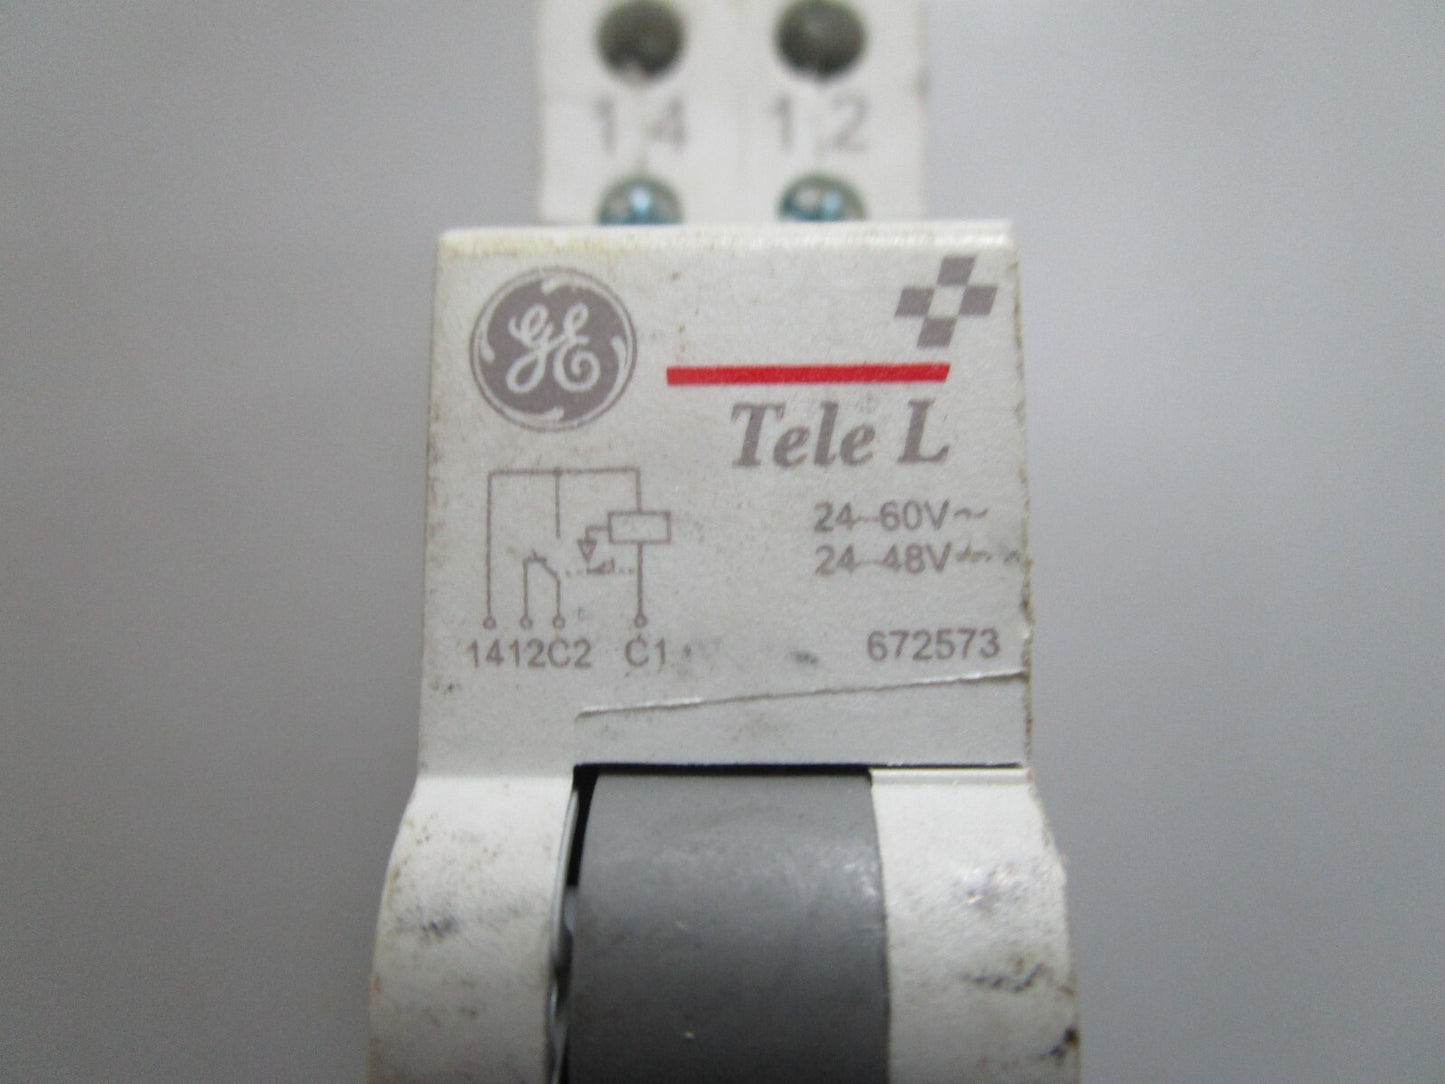 14 12
GE
Tele L
24-60V~
24-48V⎓
1412C2 C1
672573